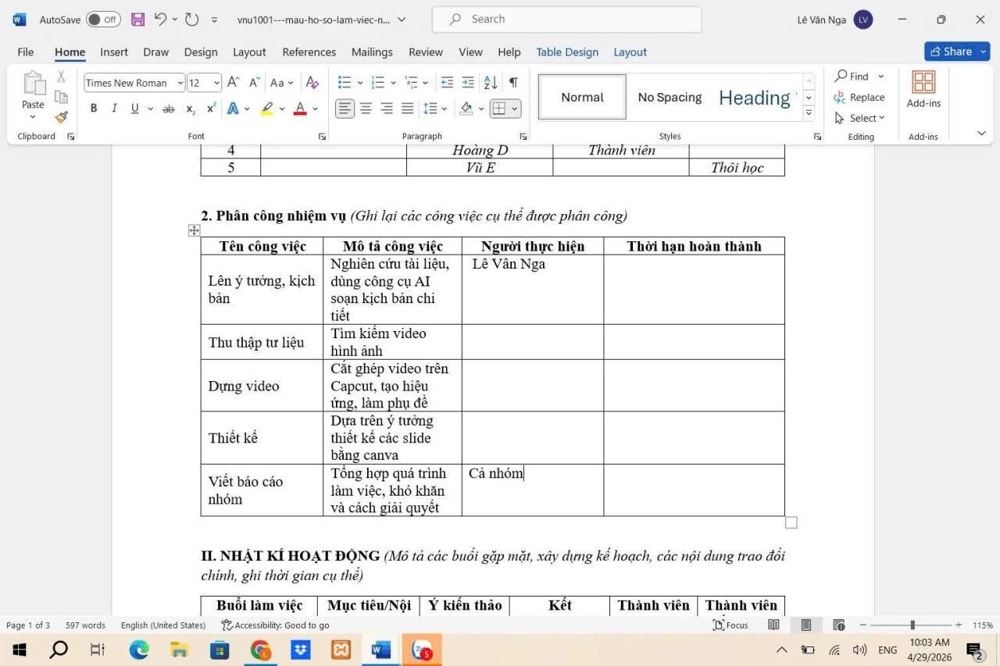 AutoSave Off vnu1001---mau-ho-so-lam-viec-n... Search Lê Vân Nga LV
File Home Insert Draw Design Layout References Mailings Review View Help Table Design Layout Share
Times New Roman 12 Normal No Spacing Heading Find
Paste Replace Add-ins
Select
Clipboard Font Paragraph Styles Editing Add-ins
4 Hoàng D Thành viên
5 Vũ E Thôi học
2. Phân công nhiệm vụ (Ghi lại các công việc cụ thể được phân công)
Tên công việc Mô tả công việc Người thực hiện Thời hạn hoàn thành
Lên ý tưởng, kịch bản
Nghiên cứu tài liệu,
dùng công cụ AI
soạn kịch bản chi
tiết
Lê Vân Nga
Thu thập tư liệu
Tìm kiếm video
hình ảnh
Dựng video
Cắt ghép video trên
Capcut, tạo hiệu
ứng, làm phụ đề
Thiết kế
Dựa trên ý tưởng
thiết kế các slide
bằng canva
Viết báo cáo
nhóm
Tổng hợp quá trình
làm việc, khó khăn
và cách giải quyết
Cả nhóm
II. NHẬT KÍ HOẠT ĐỘNG (Mô tả các buổi gặp mặt, xây dựng kế hoạch, các nội dung trao đổi
chính, ghi thời gian cụ thể)
Buổi làm việc Mục tiêu/Nội Ý kiến thảo Kết Thành viên Thành viên
Page 1 of 3 597 words English (United States) Accessibility: Good to go Focus 115%
ENG 10:03 AM
4/29/2026 2